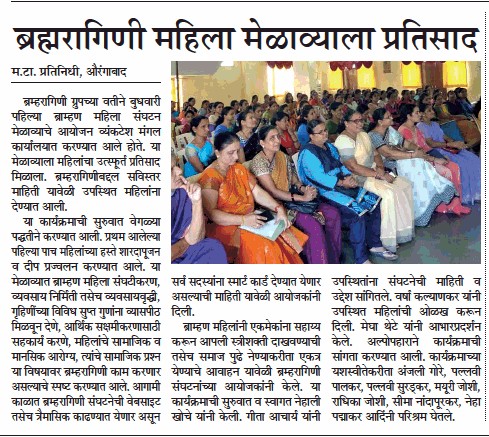 ब्रह्मरागिणी महिला मेळाव्याला प्रतिसाद
म.टा. प्रतिनिधी, औरंगाबाद
ब्रम्हरागिणी ग्रुपच्या वतीने बुधवारी
पहिल्या ब्राम्हण महिला संघटन
मेळाव्याचे आयोजन व्यंकटेश मंगल
कार्यालयात करण्यात आले होते. या
मेळाव्याला महिलांचा उत्स्फूर्त प्रतिसाद
मिळाला. ब्रम्हरागिणीबद्दल सविस्तर
माहिती यावेळी उपस्थित महिलांना
देण्यात आली.
या कार्यक्रमाची सुरुवात वेगळ्या
पद्धतीने करण्यात आली. प्रथम आलेल्या
पहिल्या पाच महिलांच्या हस्ते शारदापूजन
व दीप प्रज्वलन करण्यात आले. या
मेळाव्यात ब्राम्हण महिला संघटीकरण,
व्यवसाय निर्मिती तसेच व्यवसायवृद्धी,
गृहिणींच्या विविध सुप्त गुणांना व्यासपीठ
मिळवून देणे, आर्थिक सक्षमीकरणासाठी
सहकार्य करणे, महिलांचे सामाजिक व
मानसिक आरोग्य, त्यांचे सामाजिक प्रश्न
या विषयावर ब्रम्हरागिणी काम करणार
असल्याचे स्पष्ट करण्यात आले. आगामी
काळात ब्रम्हरागिणी संघटनेची वेबसाइट
तसेच त्रैमासिक काढण्यात येणार असून
सर्व सदस्यांना स्मार्ट कार्ड देण्यात येणार
असल्याची माहिती यावेळी आयोजकांनी
दिली.
ब्राम्हण महिलांनी एकमेकांना सहाय्य
करून आपली स्त्रीशक्ती दाखवण्याची
तसेच समाज पुढे नेण्याकरीता एकत्र
येण्याचे आवाहन यावेळी ब्रम्हरागिणी
संघटनांच्या आयोजकांनी केले. या
कार्यक्रमाची सुरुवात व स्वागत नेहाली
खोचे यांनी केली. गीता आचार्य यांनी
उपस्थितांना संघटनेची माहिती व
उद्देश सांगितले. वर्षा कल्याणकर यांनी
उपस्थित महिलांची ओळख करून
दिली. मेघा थेटे यांनी आभारप्रदर्शन
केले. अल्पोपहाराने कार्यक्रमाची
सांगता करण्यात आली. कार्यक्रमाच्या
यशस्वीतेकरीता अंजली गोरे, पल्लवी
पालकर, पल्लवी सुरडकर, मयूरी जोशी,
राधिका जोशी, सीमा नांदापूरकर, नेहा
पद्माकर आदिंनी परिश्रम घेतले.